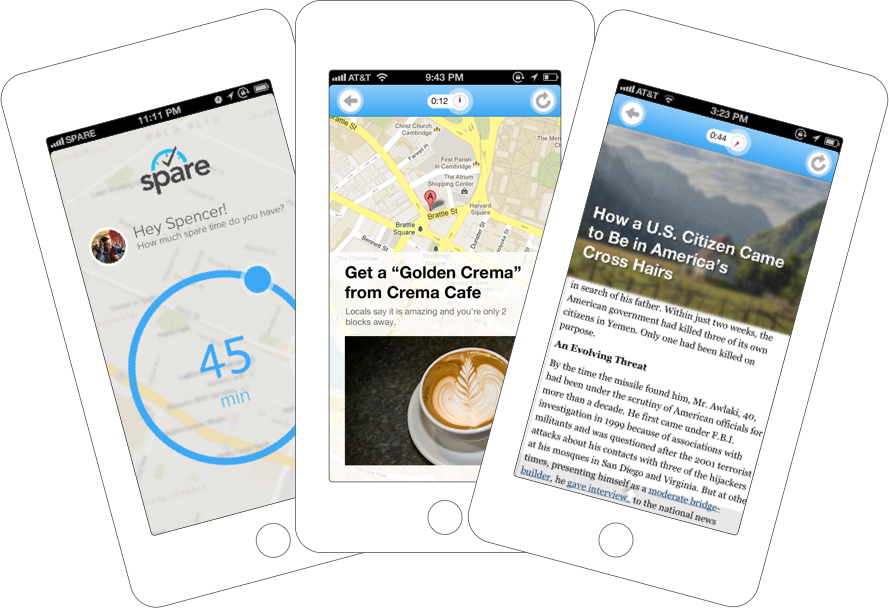 SPARE
11:11 PM
spare
Hey Spencer!
How much spare time do you have?
45
min
AT&T
9:43 PM
0:12
Brattle St
Christ Church
Cambridge
Farwell Pl
First Parish
In Cambridge
The Atrium
Shopping Center
A
Brattle St
Harvard
Square
Brattle
Square
Bennett St
Dunster St
Get a “Golden Crema”
from Crema Cafe
Locals say it is amazing and you're only 2
blocks away.
AT&T
3:23 PM
0:44
How a U.S. Citizen Came
to Be in America's
Cross Hairs
in search of his father. Within just two weeks, the
American government had killed three of its own
citizens in Yemen. Only one had been killed on
purpose.
An Evolving Threat
By the time the missile found him, Mr. Awlaki, 40,
had been under the scrutiny of American officials for
more than a decade. He first came under F.B.I.
investigation in 1999 because of associations with
militants and was questioned after the 2001 terrorist
attacks about his contacts with three of the hijackers
at his mosques in San Diego and Virginia. But at othe
times, presenting himself as a moderate bridge-
builder, he gave interviews to the national news